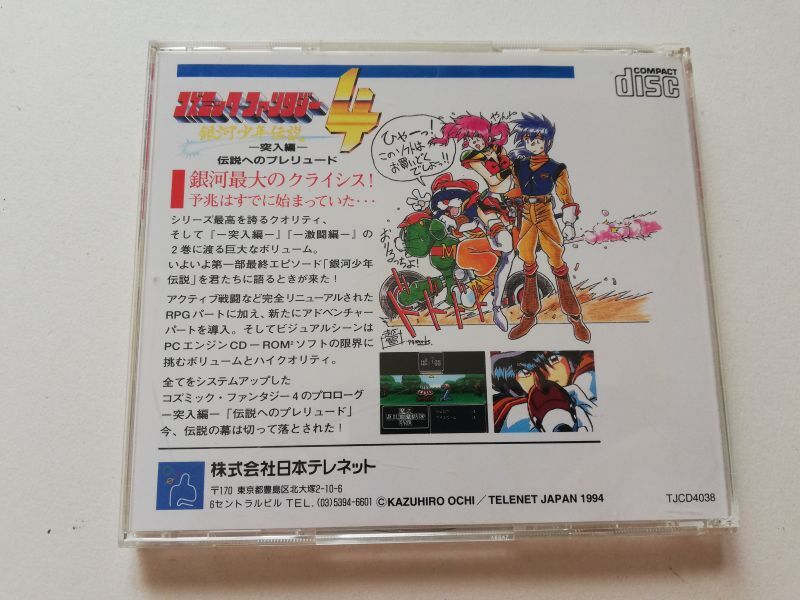 COMPACT
disc
コズミック・ファンタジー4
銀河少年伝説
―突入編―
伝説へのプレリュード
銀河最大のクライシス!
予兆はすでに始まっていた・・・
シリーズ最高を誇るクオリティ、
そして『―突入編―』『―激闘編―』の
2巻に渡る巨大なボリューム。
いよいよ第一部最終エピソード「銀河少年
伝説」を君たちに語るときが来た!
アクティブ戦闘など完全リニューアルされた
RPGパートに加え、新たにアドベンチャー
パートを導入。そしてビジュアルシーンは
PCエンジンCD-ROM²ソフトの限界に
挑むボリュームとハイクオリティ。
全てをシステムアップした
コズミック・ファンタジー4のプロローグ
―突入編―「伝説へのプレリュード」
今、伝説の幕は切って落とされた!
ひゃーっ!
このソフトは
お買いどく
でしょっ!!
やんっ
M
ドドドド
株式会社日本テレネット
〒170 東京都豊島区北大塚2-10-6
6セントラルビル TEL. (03)5394-6601
©KAZUHIRO OCHI/TELENET JAPAN 1994
TJCD4038